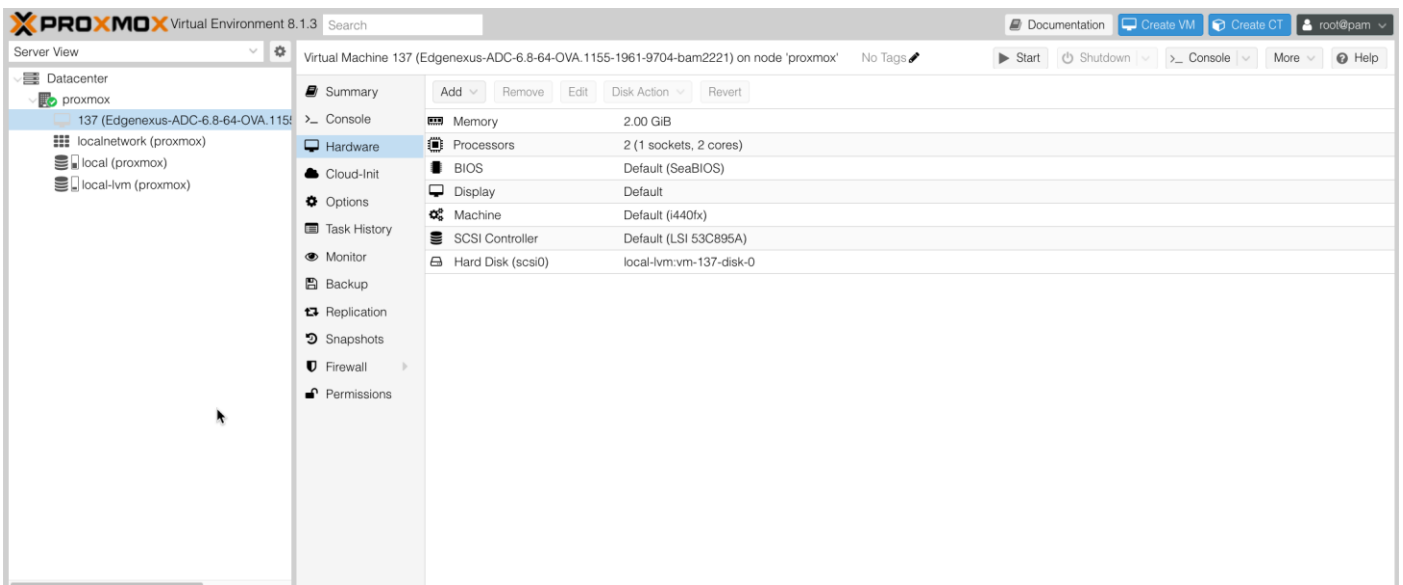 PROXMOX Virtual Environment 8.1.3 Search Documentation Create VM Create CT root@pam
Server View
Datacenter
proxmox
137 (Edgenexus-ADC-6.8-64-OVA.115
localnetwork (proxmox)
local (proxmox)
local-lvm (proxmox)
Virtual Machine 137 (Edgenexus-ADC-6.8-64-OVA.1155-1961-9704-bam2221) on node 'proxmox' No Tags Start Shutdown Console More Help
Summary
Console
Hardware
Cloud-Init
Options
Task History
Monitor
Backup
Replication
Snapshots
Firewall
Permissions
Add Remove Edit Disk Action Revert
Memory 2.00 GiB
Processors 2 (1 sockets, 2 cores)
BIOS Default (SeaBIOS)
Display Default
Machine Default (i440fx)
SCSI Controller Default (LSI 53C895A)
Hard Disk (scsi0) local-lvm:vm-137-disk-0